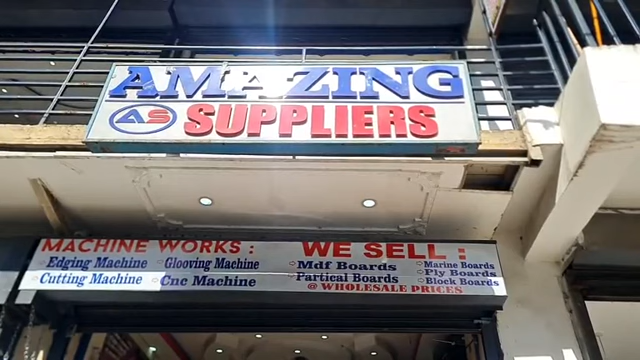 AMAZING
AS SUPPLIERS
MACHINE WORKS :
Edging Machine Glooving Machine
Cutting Machine Cnc Machine
WE SELL :
Mdf Boards Marine Boards
Partical Boards Ply Boards
Block Boards
@ WHOLESALE PRICES